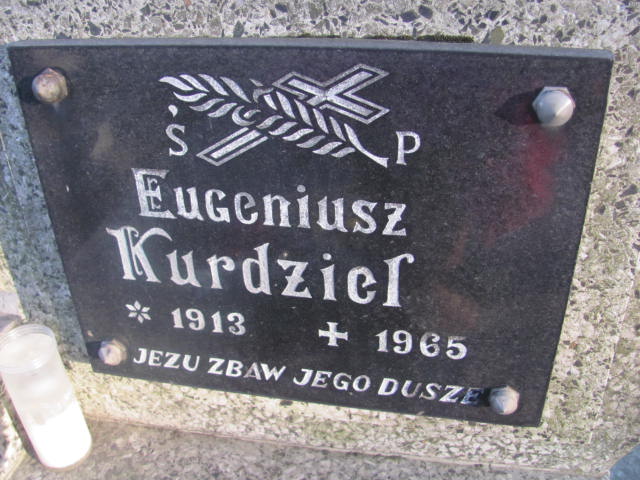 Ś P
Eugeniusz
Kurdziel
* 1913 + 1965
JEZU ZBAW JEGO DUSZE